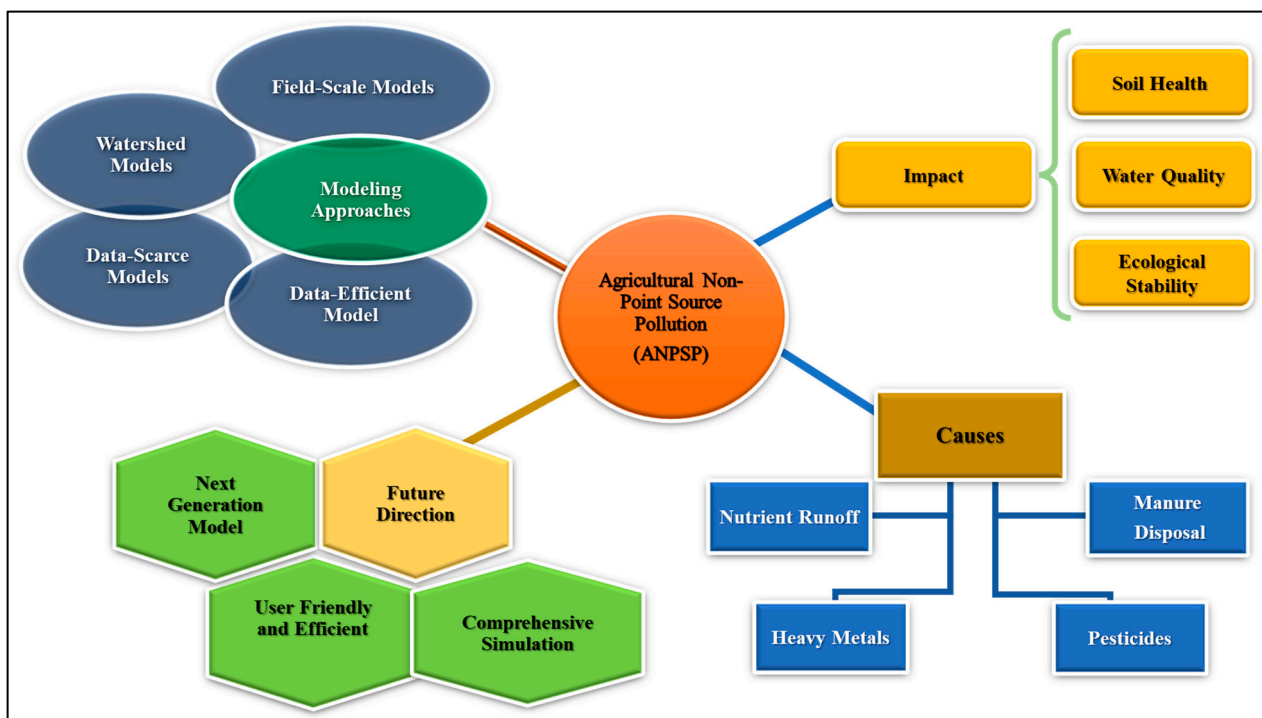 Field-Scale Models
Watershed
Models
Modeling
Approaches
Data-Scarce
Models
Data-Efficient
Model
Agricultural Non-
Point Source
Pollution
(ANPSP)
Impact
Soil Health
Water Quality
Ecological
Stability
Causes
Nutrient Runoff
Manure
Disposal
Heavy Metals
Pesticides
Next
Generation
Model
Future
Direction
User Friendly
and Efficient
Comprehensive
Simulation